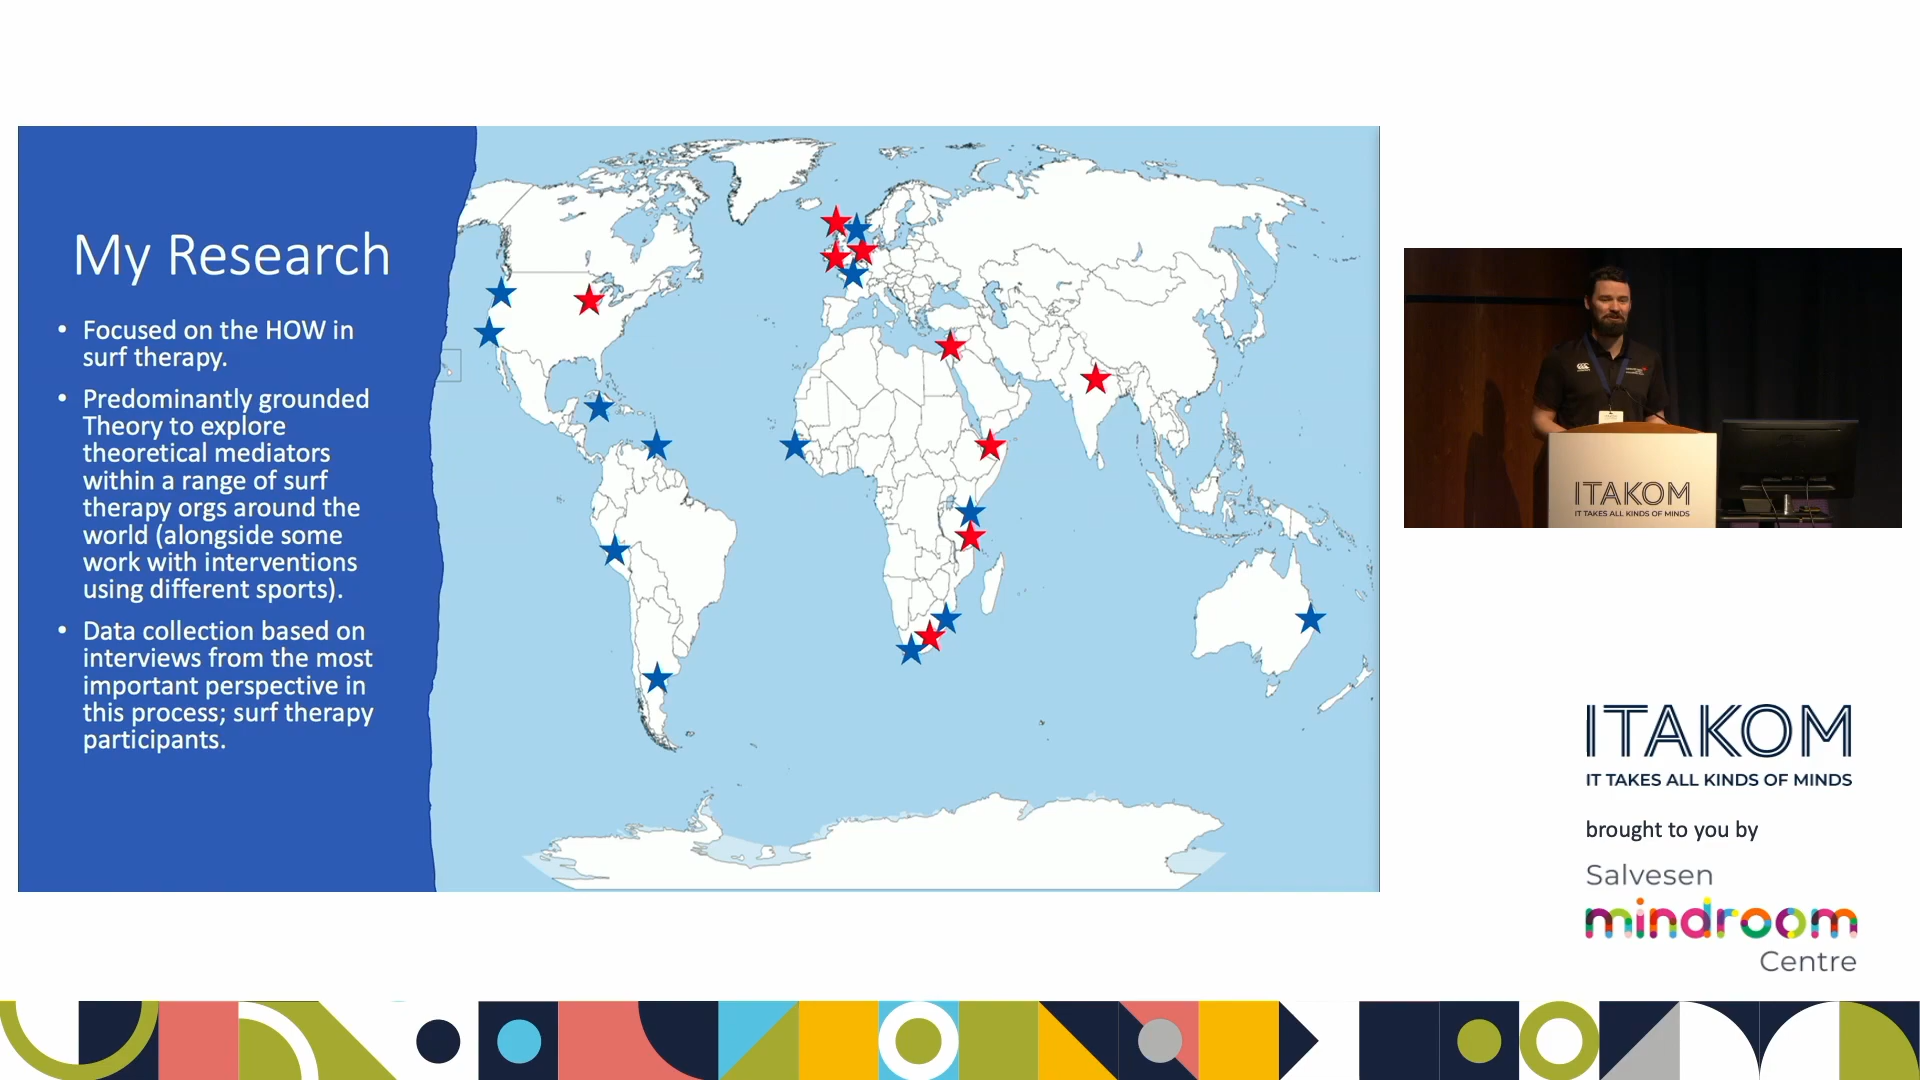 My Research
• Focused on the HOW in
surf therapy.
• Predominantly grounded
Theory to explore
theoretical mediators
within a range of surf
therapy orgs around the
world (alongside some
work with interventions
using different sports).
• Data collection based on
interviews from the most
important perspective in
this process; surf therapy
participants.
ITAKOM
IT TAKES ALL KINDS OF MINDS
ITAKOM
IT TAKES ALL KINDS OF MINDS
brought to you by
Salvesen
mindroom
Centre